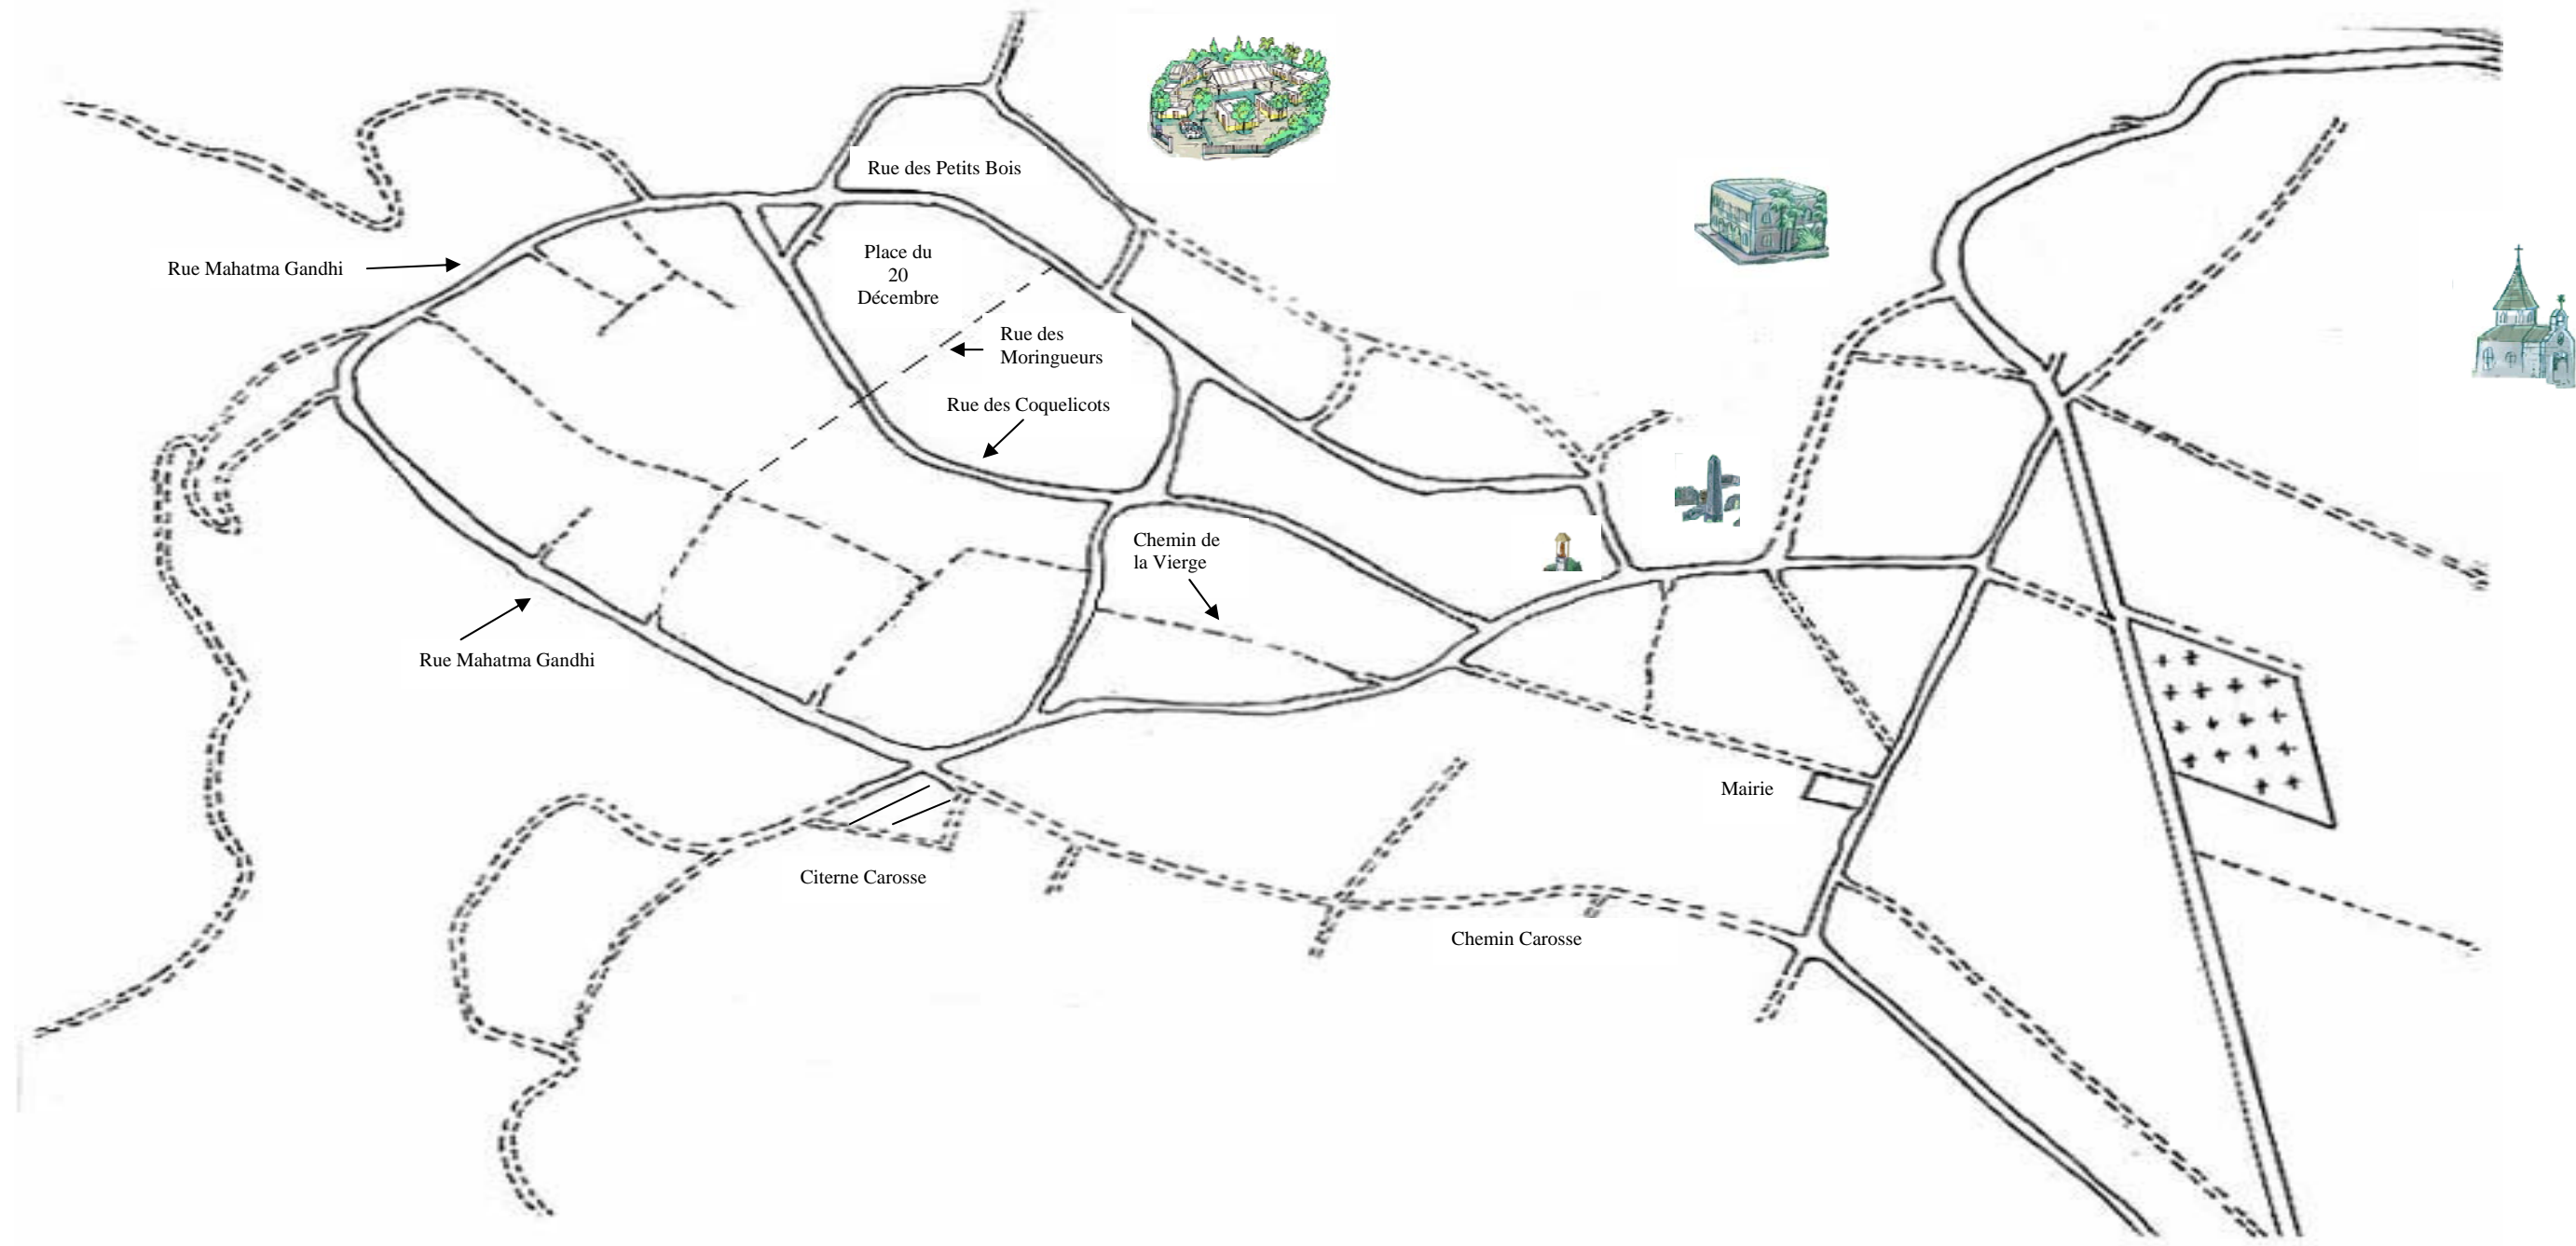 Rue des Petits Bois
Place du
20
Décembre
Rue Mahatma Gandhi
Rue des
Moringueurs
Rue des Coquelicots
Chemin de
la Vierge
Rue Mahatma Gandhi
Mairie
Citerne Carosse
Chemin Carosse